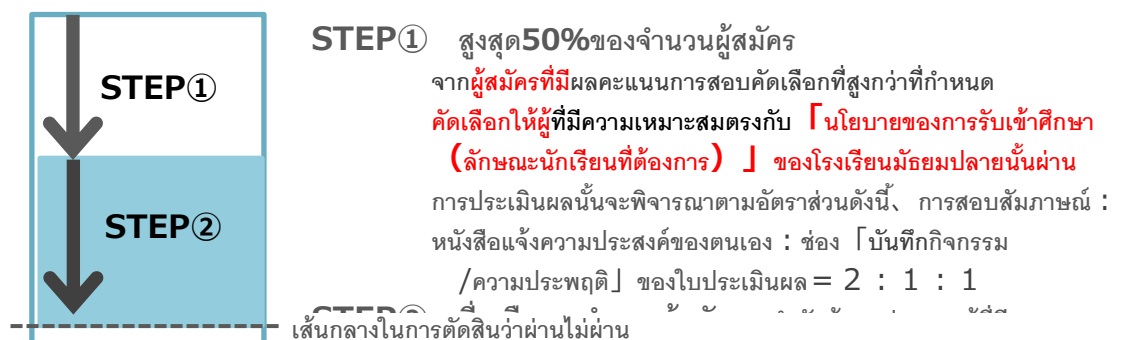 STEP① สูงสุด50%ของจำนวนผู้สมัคร
จากผู้สมัครที่มีผลคะแนนการสอบคัดเลือกที่สูงกว่าที่กำหนด
คัดเลือกให้ผู้ที่มีความเหมาะสมตรงกับ「นโยบายของการรับเข้าศึกษา
(ลักษณะนักเรียนที่ต้องการ)」ของโรงเรียนมัธยมปลายนั้นผ่าน
การประเมินผลนั้นจะพิจารณาตามอัตราส่วนดังนี้、การสอบสัมภาษณ์:
หนังสือแจ้งความประสงค์ของตนเอง:ช่อง「บันทึกกิจกรรม
/ความประพฤติ」ของใบประเมินผล = 2 : 1 : 1
STEP①
STEP②
เส้นกลางในการตัดสินว่าผ่านไม่ผ่าน